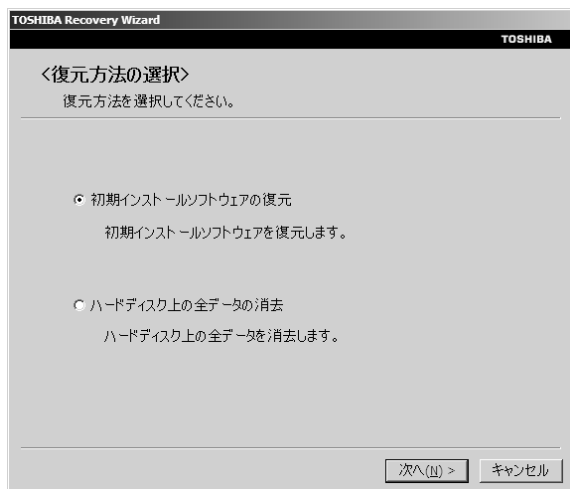 TOSHIBA Recovery Wizard
TOSHIBA
<復元方法の選択>
復元方法を選択してください。
初期インストールソフトウェアの復元
初期インストールソフトウェアを復元します。
ハードディスク上の全データの消去
ハードディスク上の全データを消去します。
次へ(N) >
キャンセル